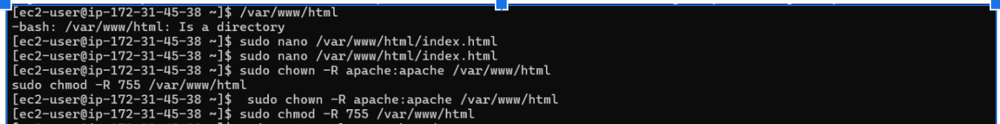 [ec2-user@ip-172-31-45-38 ~]$ /var/www/html
-bash: /var/www/html: Is a directory
[ec2-user@ip-172-31-45-38 ~]$ sudo nano /var/www/html/index.html
[ec2-user@ip-172-31-45-38 ~]$ sudo nano /var/www/html/index.html
[ec2-user@ip-172-31-45-38 ~]$ sudo chown -R apache:apache /var/www/html
sudo chmod -R 755 /var/www/html
[ec2-user@ip-172-31-45-38 ~]$  sudo chown -R apache:apache /var/www/html
[ec2-user@ip-172-31-45-38 ~]$ sudo chmod -R 755 /var/www/html